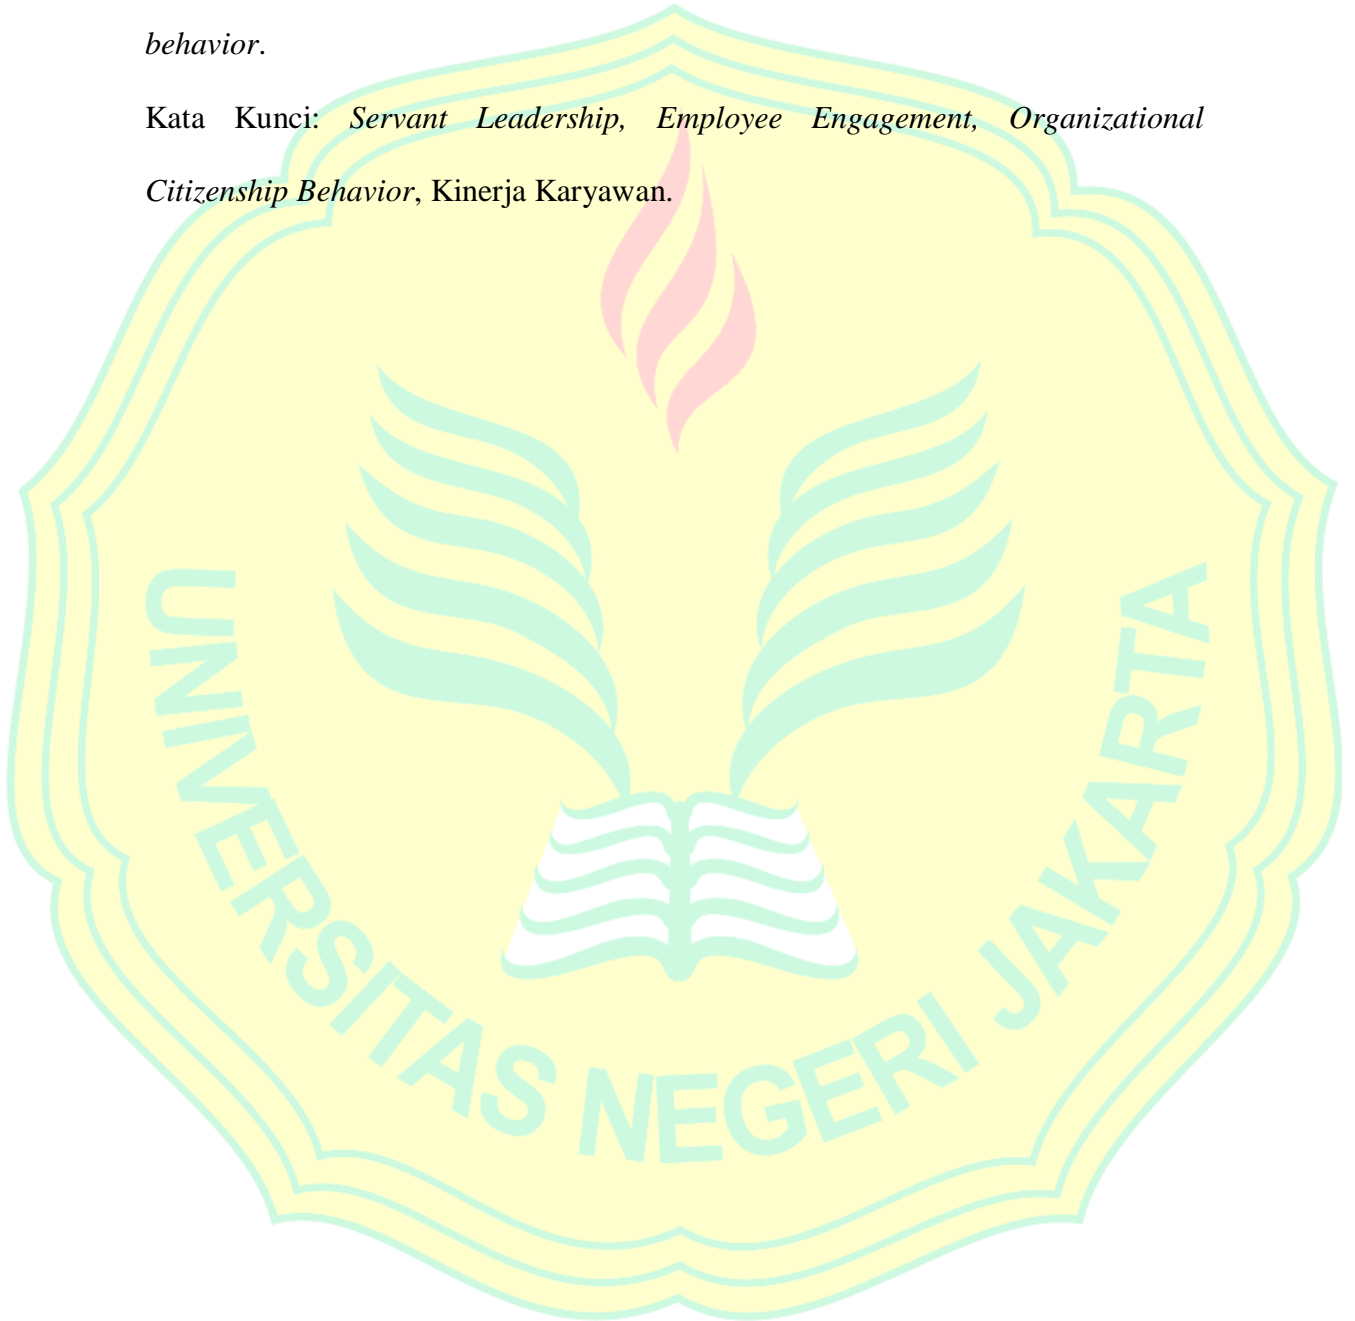 behavior.
Kata Kunci: Servant Leadership, Employee Engagement, Organizational
Citizenship Behavior, Kinerja Karyawan.
UNIVERSITAS NEGERI JAKARTA